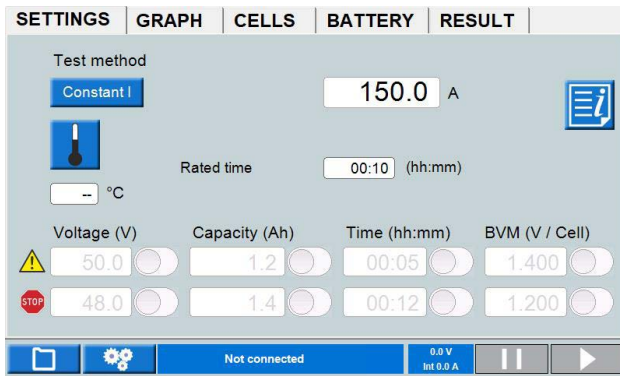 SETTINGS GRAPH CELLS BATTERY RESULT
Test method
Constant I 150.0 A
i
Rated time 00:10 (hh:mm)
-- °C
Voltage (V) Capacity (Ah) Time (hh:mm) BVM (V / Cell)
! 50.0 1.2 00:05 1.400
STOP 48.0 1.4 00:12 1.200
Not connected 0.0 V
Int 0.0 A